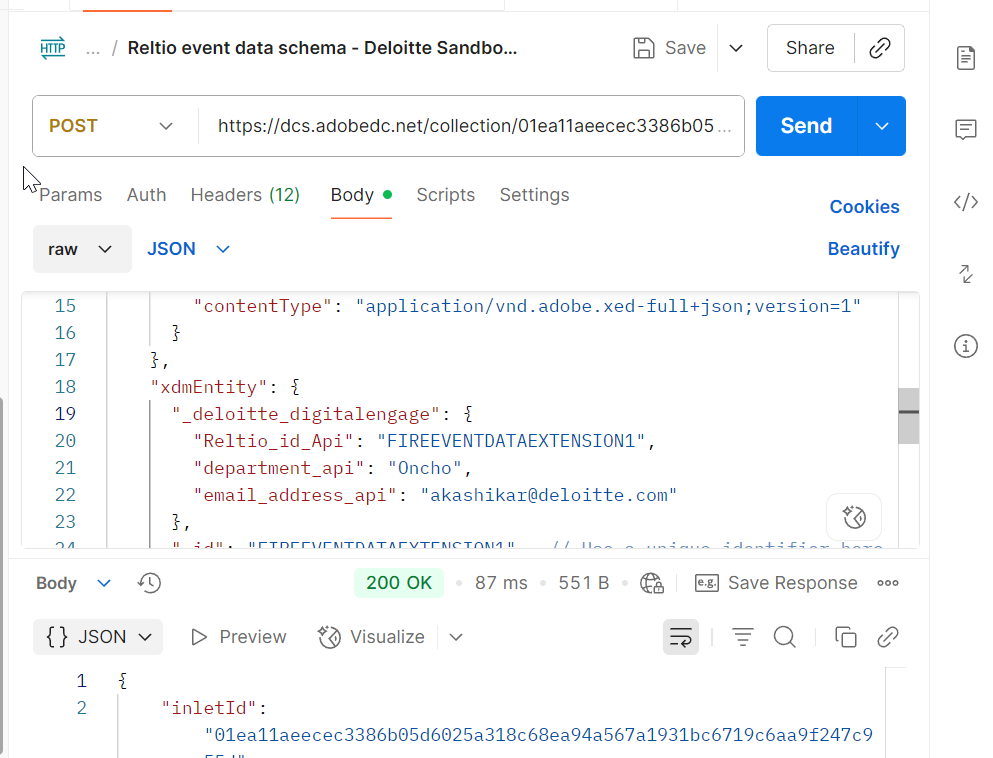 HTTP ... / Reltio event data schema - Deloitte Sandbo... Save Share
POST https://dcs.adobedc.net/collection/01ea11aeecec3386b05 ... Send
Params Auth Headers (12) Body Scripts Settings Cookies
raw JSON Beautify
15 "contentType": "application/vnd.adobe.xed-full+json;version=1"
16 }
17 },
18 "xdmEntity": {
19 "_deloitte_digitalengage": {
20 "Reltio_id_Api": "FIREEVENTDATAEXTENSION1",
21 "department_api": "Oncho",
22 "email_address_api": "akashikar@deloitte.com"
23 },
24 "_id": "FIREEVENTDATAEXTENSION1", // Use a unique identifier here
Body 200 OK 87 ms 551 B e.g. Save Response
{} JSON Preview Visualize
1 {
2 "inletId":
"01ea11aeecec3386b05d6025a318c68ea94a567a1931bc6719c6aa9f247c9